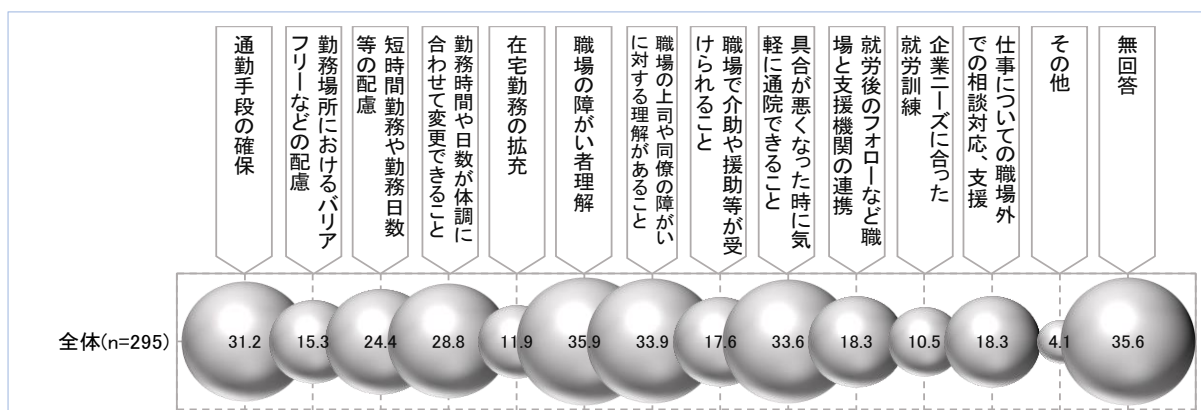 通勤手段の確保
勤務場所におけるバリア
フリーなどの配慮
短時間勤務や勤務日数
等の配慮
勤務時間や日数が体調に
合わせて変更できること
在宅勤務の拡充
職場の障がい者理解
職場の上司や同僚の障がい
に対する理解があること
職場で介助や援助等が受
けられること
具合が悪くなった時に気
軽に通院できること
就労後のフォローなど職
場と支援機関の連携
企業ニーズに合った
就労訓練
仕事についての職場外
での相談対応、支援
その他
無回答
全体(n=295)
31.2
15.3
24.4
28.8
11.9
35.9
33.9
17.6
33.6
18.3
10.5
18.3
4.1
35.6